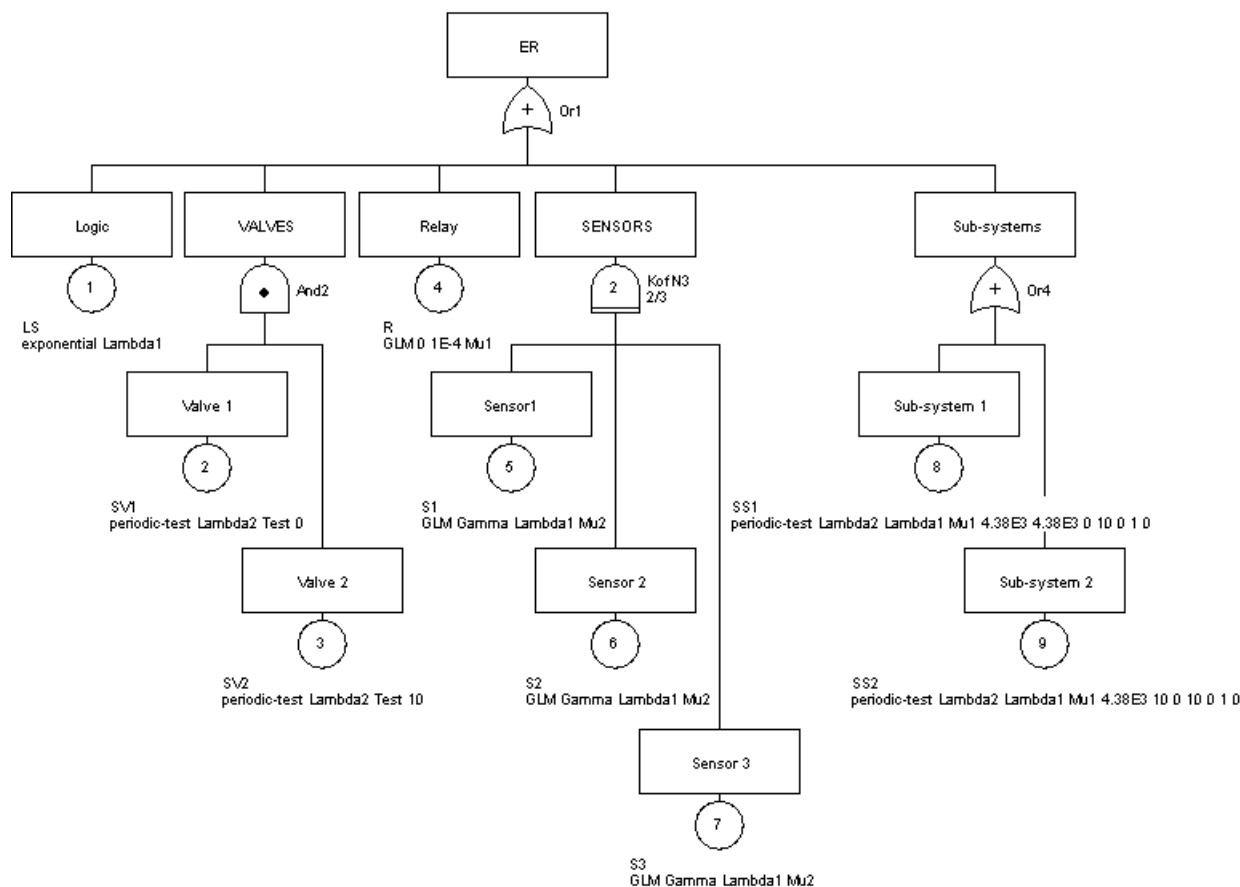 ER
+
Or1
Logic
VALVES
Relay
SENSORS
Sub-systems
1
And2
4
2
KofN3
2/3
+
Or4
LS
exponential Lambda1
R
GLM 0 1E-4 Mu1
Valve 1
Sensor1
Sub-system 1
2
5
8
SV1
periodic-test Lambda2 Test 0
S1
GLM Gamma Lambda1 Mu2
SS1
periodic-test Lambda2 Lambda1 Mu1 4.38E3 4.38E3 0 10 0 1 0
Valve 2
Sensor 2
Sub-system 2
3
6
9
SV2
periodic-test Lambda2 Test 10
S2
GLM Gamma Lambda1 Mu2
SS2
periodic-test Lambda2 Lambda1 Mu1 4.38E3 10 0 10 0 1 0
Sensor 3
7
S3
GLM Gamma Lambda1 Mu2